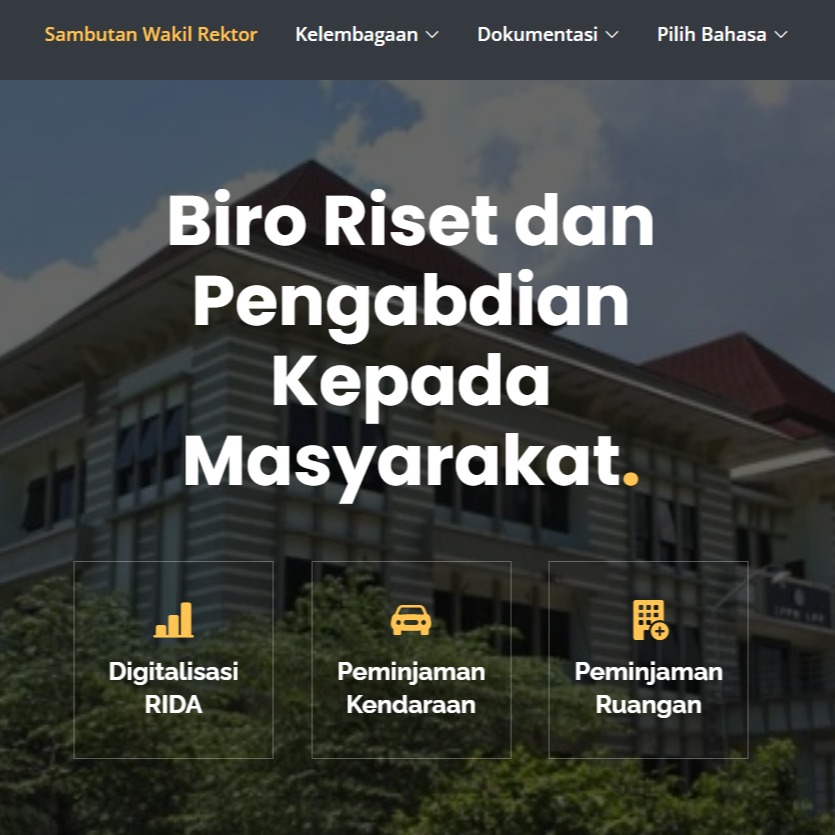 Sambutan Wakil Rektor Kelembagaan Dokumentasi Pilih Bahasa
Biro Riset dan
Pengabdian
Kepada
Masyarakat.
Digitalisasi
RIDA
Peminjaman
Kendaraan
Peminjaman
Ruangan